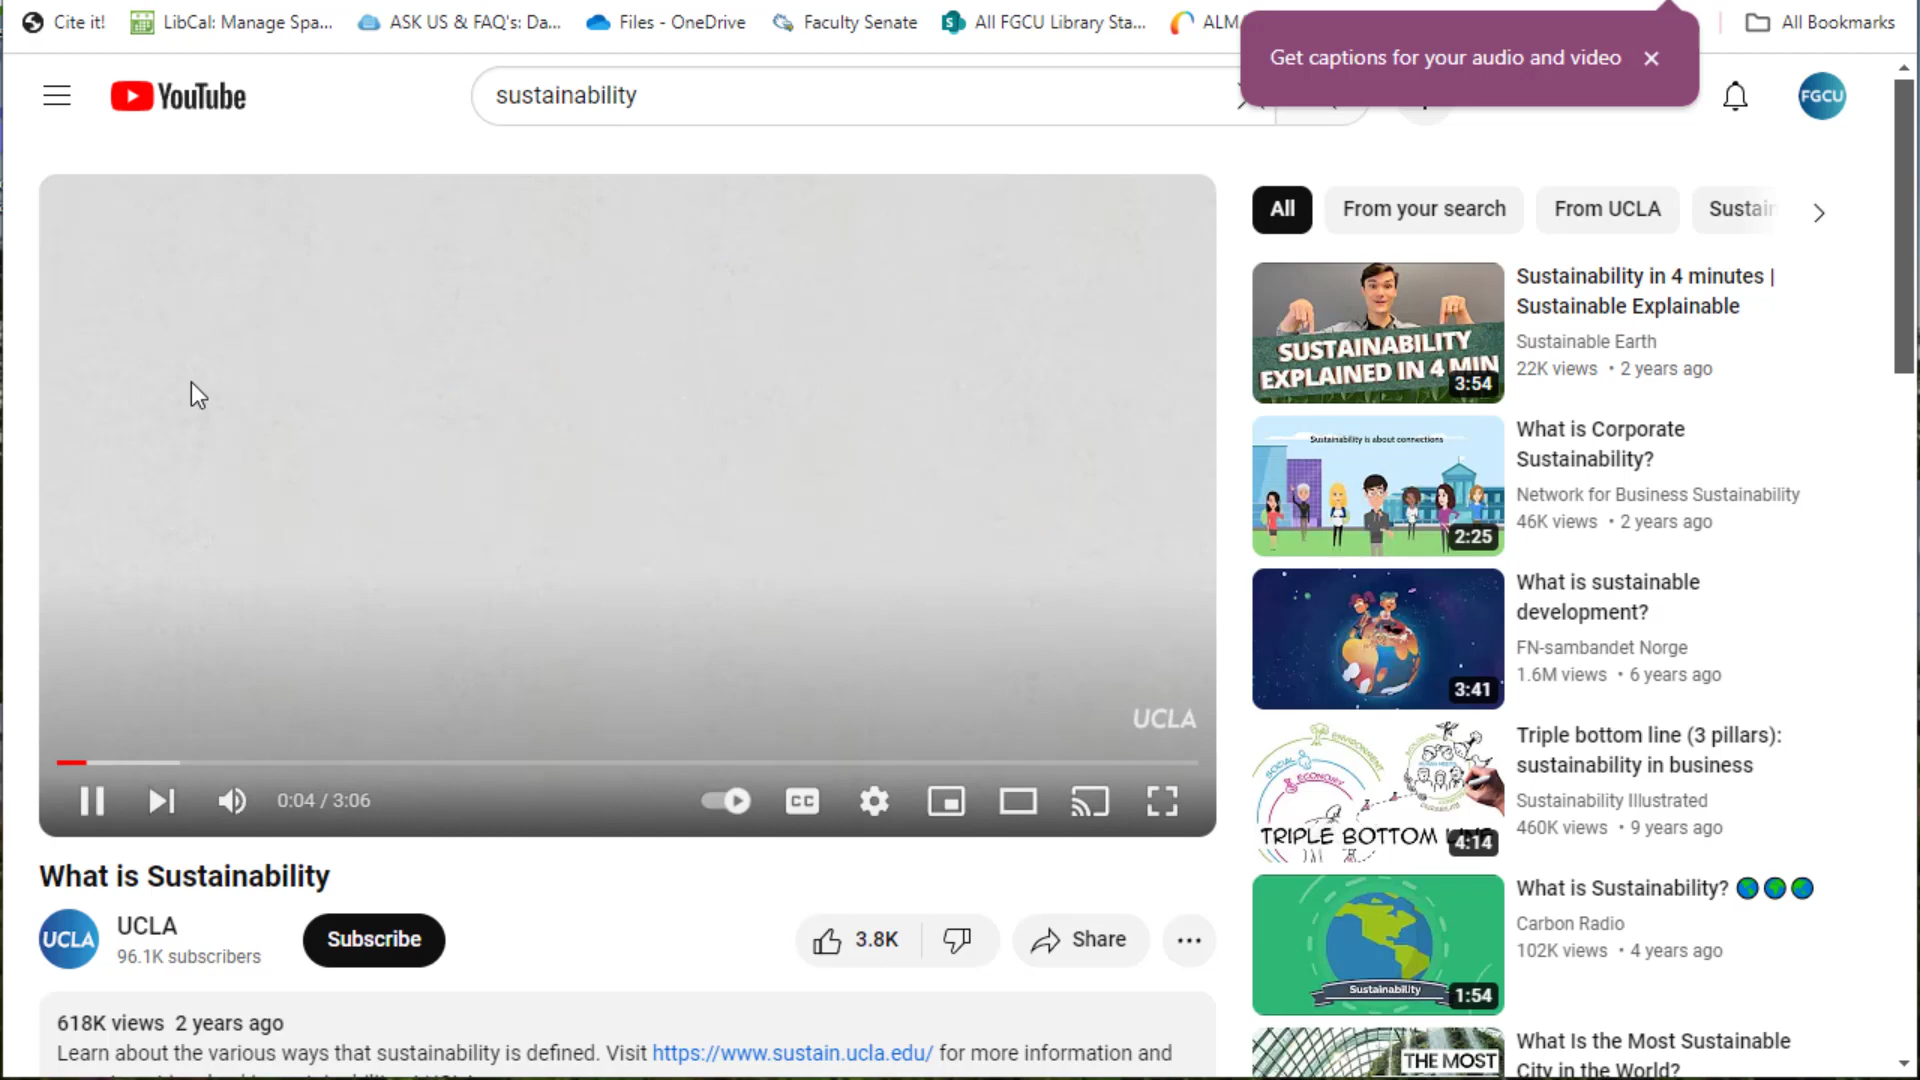 Cite it!
LibCal: Manage Spa...
ASK US & FAQ's: Da...
Files - OneDrive
Faculty Senate
All FGCU Library Sta...
ALMA
All Bookmarks
Get captions for your audio and video
YouTube
sustainability
FGCU
All
From your search
From UCLA
Sustain
UCLA
0:04 / 3:06
CC
What is Sustainability
UCLA
UCLA
96.1K subscribers
Subscribe
3.8K
Share
618K views 2 years ago
Learn about the various ways that sustainability is defined. Visit https://www.sustain.ucla.edu/ for more information and
SUSTAINABILITY
EXPLAINED IN 4 MIN
3:54
Sustainability in 4 minutes |
Sustainable Explainable
Sustainable Earth
22K views • 2 years ago
Sustainability is about connections
2:25
What is Corporate
Sustainability?
Network for Business Sustainability
46K views • 2 years ago
3:41
What is sustainable
development?
FN-sambandet Norge
1.6M views • 6 years ago
ENVIRONMENT
SOCIAL
ECONOMY
TRIPLE BOTTOM
4:14
Triple bottom line (3 pillars):
sustainability in business
Sustainability Illustrated
460K views • 9 years ago
Sustainability
1:54
What is Sustainability? 🌎🌍🌏
Carbon Radio
102K views • 4 years ago
THE MOST
What Is the Most Sustainable
City in the World?